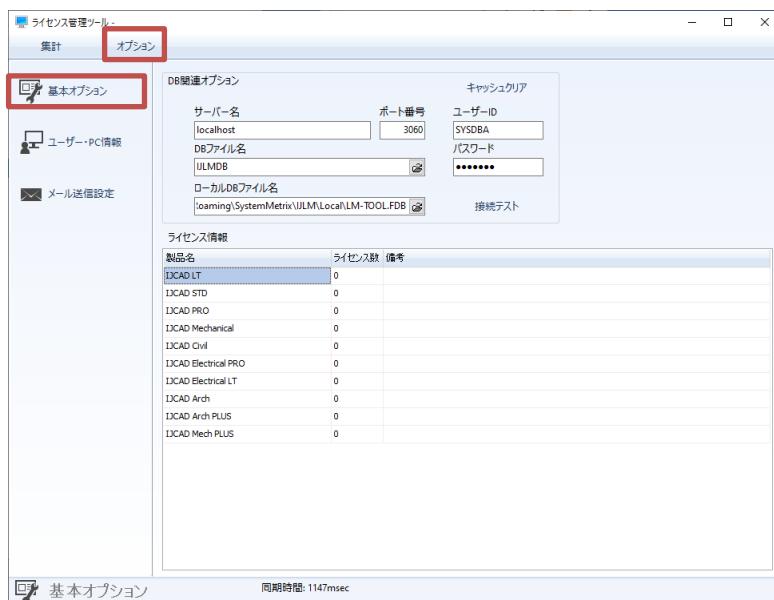 ライセンス管理ツール -
集計 オプション
基本オプション
ユーザー・PC情報
メール送信設定
DB関連オプション
キャッシュクリア
サーバー名 ポート番号 ユーザーID
localhost 3060 SYSDBA
DBファイル名 パスワード
IJLMDB •••••••
ローカルDBファイル名
:oaming\SystemMetrix\IJLM\Local\LM-TOOL.FDB 接続テスト
ライセンス情報
製品名 ライセンス数 備考
IJCAD LT 0
IJCAD STD 0
IJCAD PRO 0
IJCAD Mechanical 0
IJCAD Civil 0
IJCAD Electrical PRO 0
IJCAD Electrical LT 0
IJCAD Arch 0
IJCAD Arch PLUS 0
IJCAD Mech PLUS 0
基本オプション 同期時間: 1147msec